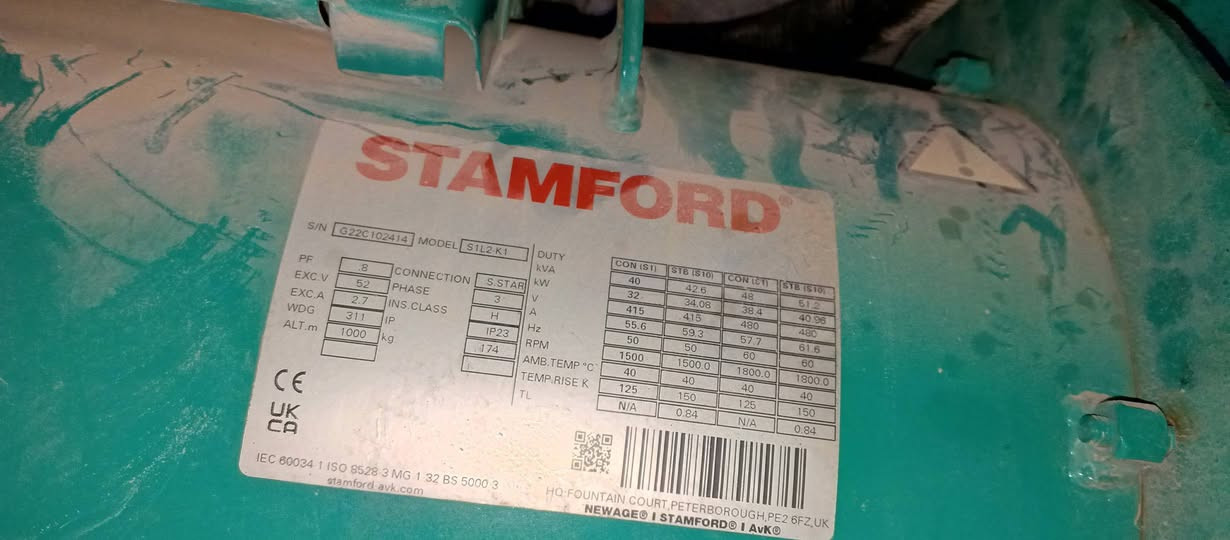 STAMFORD®
S/N G22C102414 MODEL S1L2-K1
PF .8 CONNECTION S.STAR
EXC.V 52 PHASE 3
EXC.A 2.7 INS.CLASS H
WDG 311 IP IP23
ALT.m 1000 kg 174
DUTY CON (S1) STB (S10) CON (S1) STB (S10)
kVA 40 42.6 48 51.2
kW 32 34.08 38.4 40.96
V 415 415 480 480
A 55.6 59.3 57.7 61.6
Hz 50 50 60 60
RPM 1500 1500.0 1800.0 1800.0
AMB.TEMP °C 40 40 40 40
TEMP.RISE K 125 150 125 150
TL N/A 0.84 N/A 0.84
CE
UK
CA
IEC 60034 1 ISO 8528 3 MG 1 32 BS 5000 3
stamford-avk.com
HQ:FOUNTAIN COURT,PETERBOROUGH,PE2 6FZ,UK
NEWAGE® I STAMFORD® I AvK®